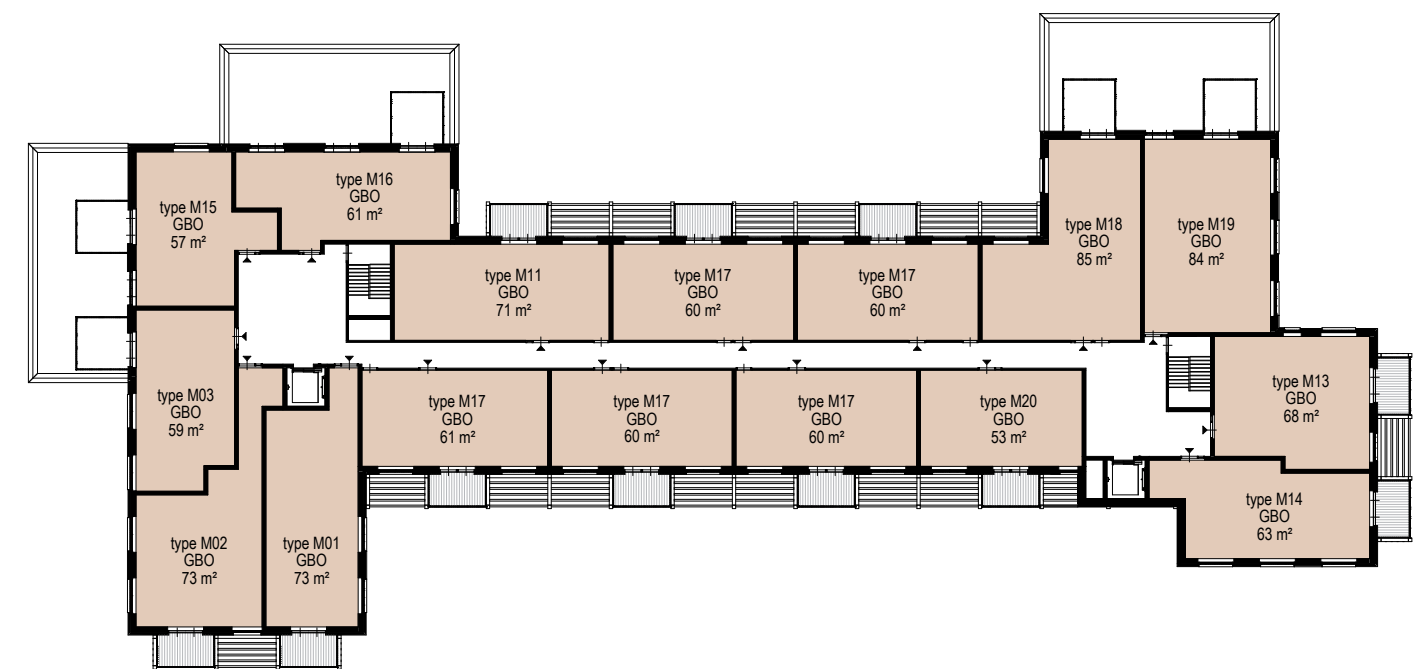 type M16
GBO
61 m²
type M15
GBO
57 m²
type M18
GBO
85 m²
type M19
GBO
84 m²
type M11
GBO
71 m²
type M17
GBO
60 m²
type M17
GBO
60 m²
type M03
GBO
59 m²
type M17
GBO
61 m²
type M17
GBO
60 m²
type M17
GBO
60 m²
type M20
GBO
53 m²
type M13
GBO
68 m²
type M14
GBO
63 m²
type M02
GBO
73 m²
type M01
GBO
73 m²